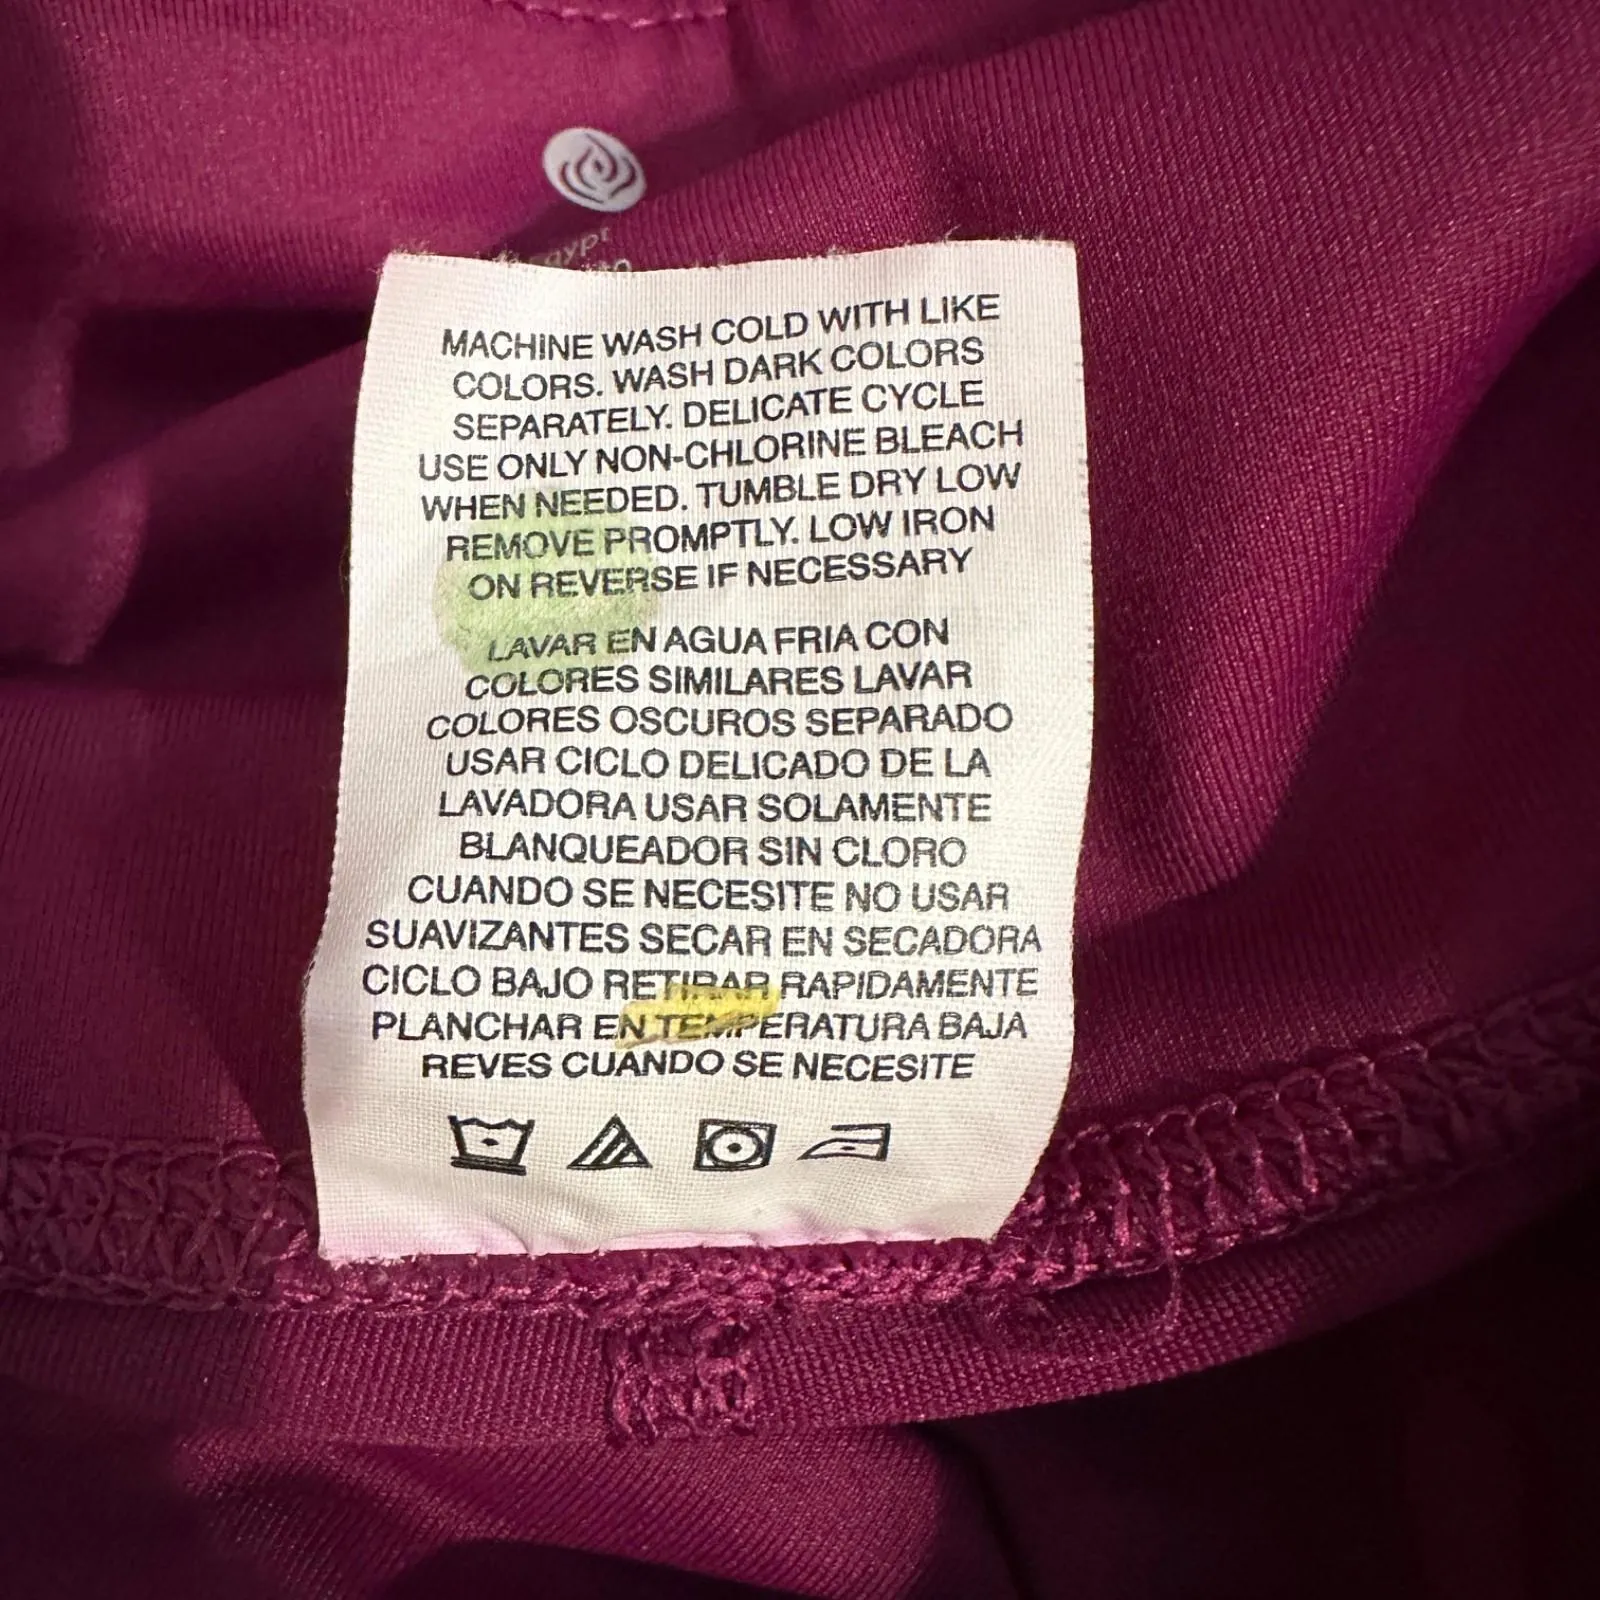 MACHINE WASH COLD WITH LIKE
COLORS. WASH DARK COLORS
SEPARATELY. DELICATE CYCLE
USE ONLY NON-CHLORINE BLEACH
WHEN NEEDED. TUMBLE DRY LOW
REMOVE PROMPTLY. LOW IRON
ON REVERSE IF NECESSARY
LAVAR EN AGUA FRIA CON
COLORES SIMILARES LAVAR
COLORES OSCUROS SEPARADO
USAR CICLO DELICADO DE LA
LAVADORA USAR SOLAMENTE
BLANQUEADOR SIN CLORO
CUANDO SE NECESITE NO USAR
SUAVIZANTES SECAR EN SECADORA
CICLO BAJO RETIRAR RAPIDAMENTE
PLANCHAR EN TEMPERATURA BAJA
REVES CUANDO SE NECESITE